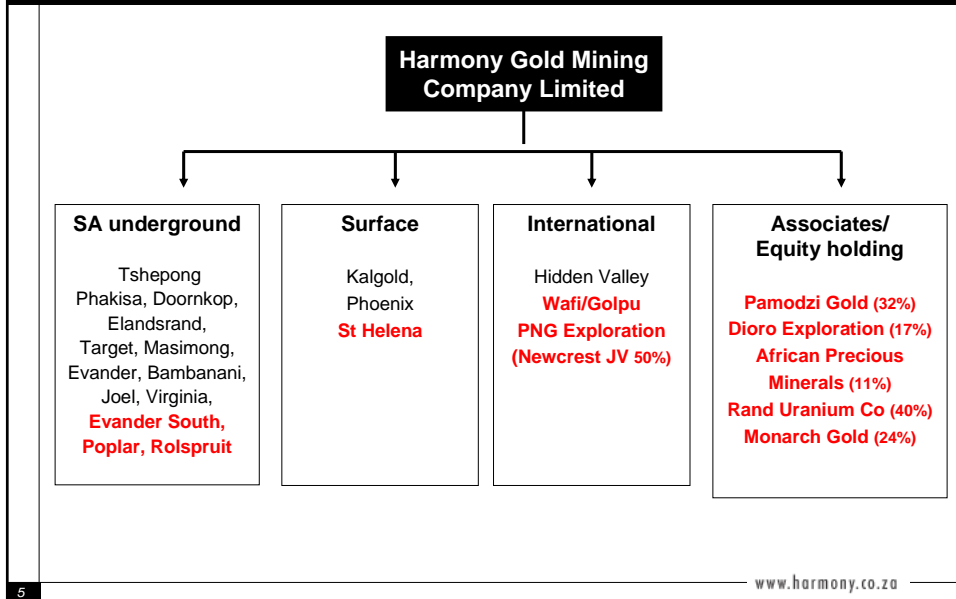 Harmony Gold Mining
Company Limited
SA underground
Tshepong
Phakisa, Doornkop,
Elandsrand,
Target, Masimong,
Evander, Bambanani,
Joel, Virginia,
Evander South,
Poplar, Rolspruit
Surface
Kalgold,
Phoenix
St Helena
International
Hidden Valley
Wafi/Golpu
PNG Exploration
(Newcrest JV 50%)
Associates/
Equity holding
Pamodzi Gold (32%)
Dioro Exploration (17%)
African Precious
Minerals (11%)
Rand Uranium Co (40%)
Monarch Gold (24%)
5
www.harmony.co.za